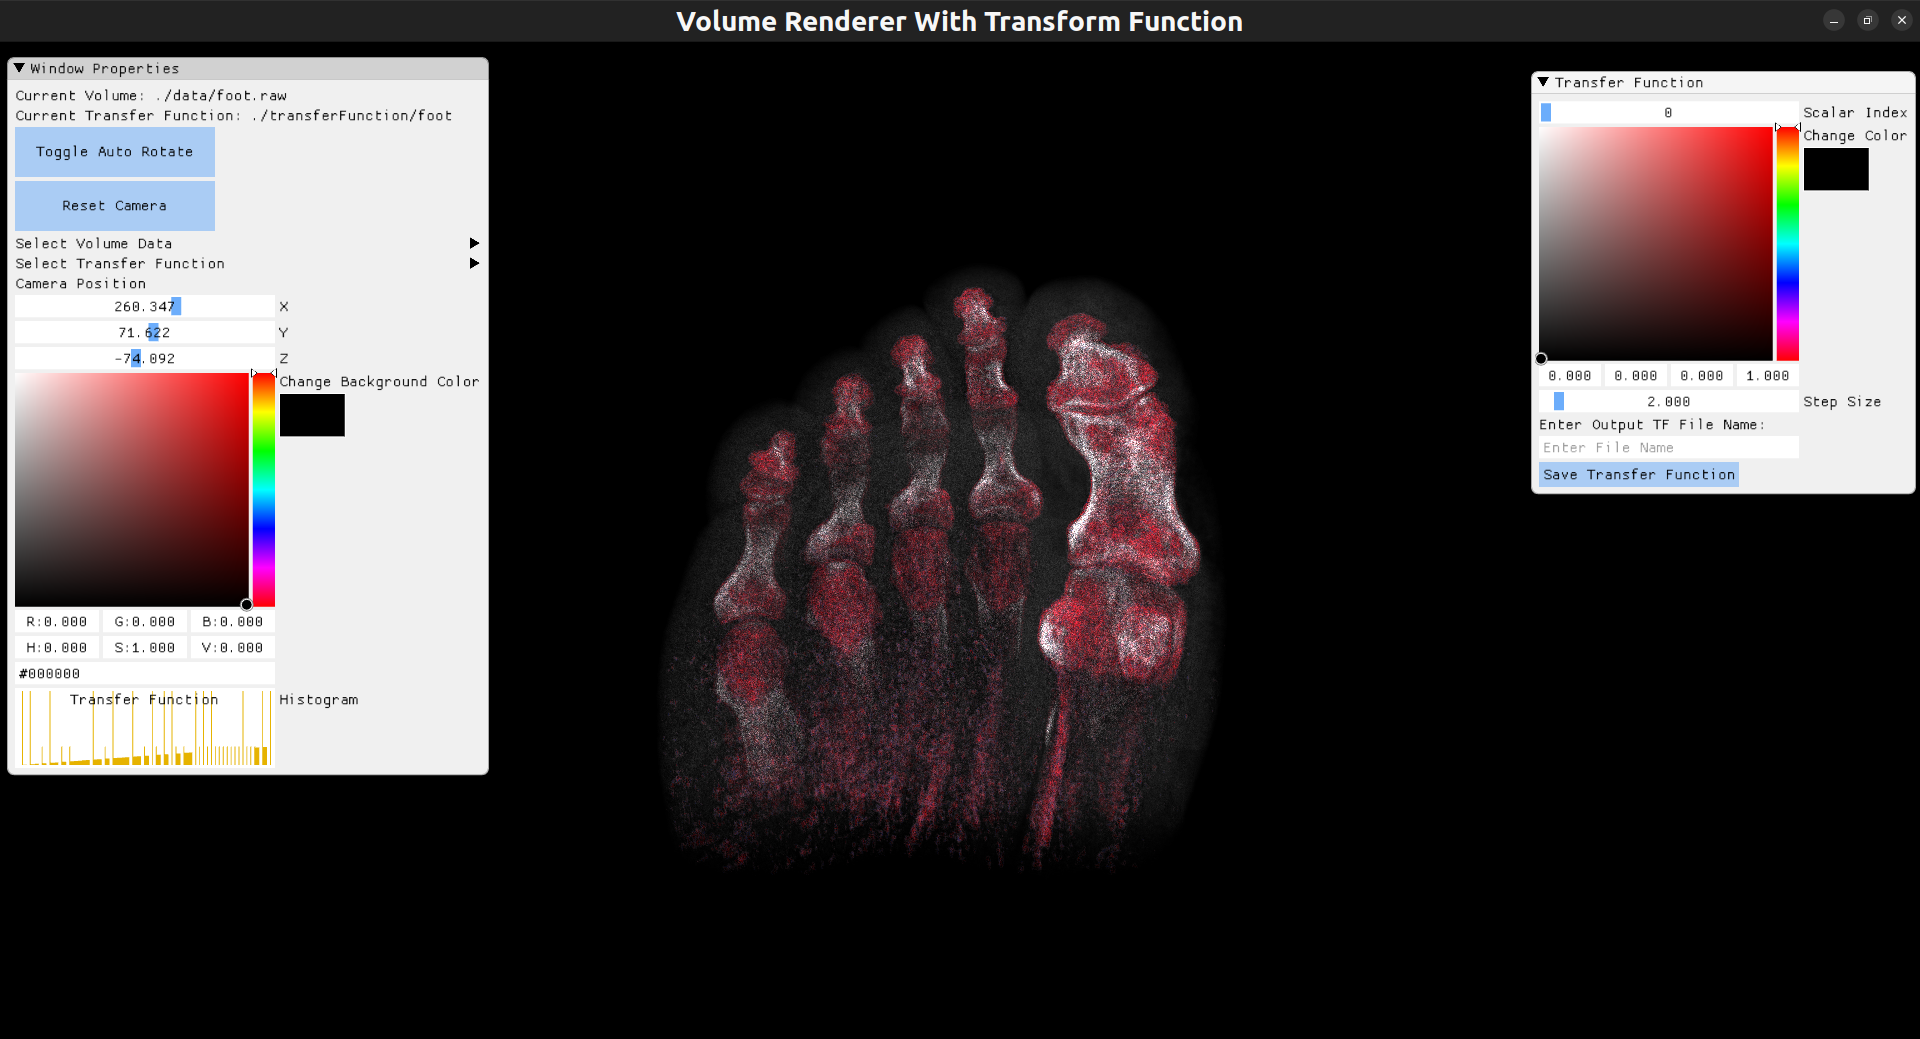 Volume Renderer With Transform Function
Window Properties
Current Volume: ./data/foot.raw
Current Transfer Function: ./transferFunction/foot
Toggle Auto Rotate
Reset Camera
Select Volume Data
Select Transfer Function
Camera Position
260.347 X
71.622 Y
-74.092 Z
Change Background Color
R:0.000 G:0.000 B:0.000
H:0.000 S:1.000 V:0.000
#000000
Transfer Function Histogram
Transfer Function
0 Scalar Index
Change Color
0.000 0.000 0.000 1.000
2.000 Step Size
Enter Output TF File Name:
Enter File Name
Save Transfer Function